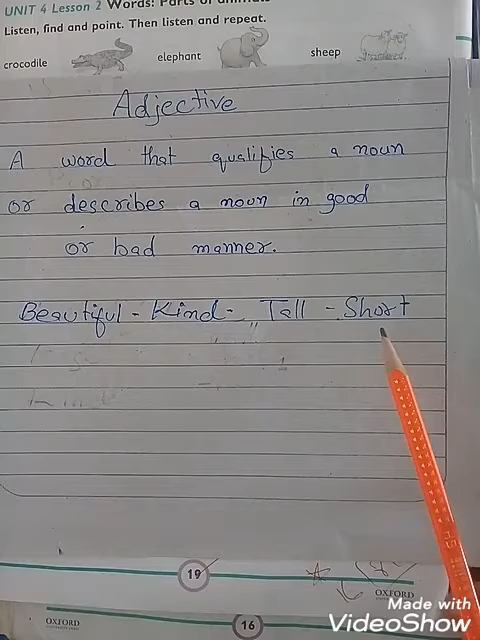 UNIT 4 Lesson 2 Words: Parts of animals
Listen, find and point. Then listen and repeat.
crocodile elephant sheep
Adjective
A word that qualifies a noun
or describes a noun in good
or bad manner.
Beautiful - Kind - Tall - Short
19
OXFORD
OXFORD
16
Made with
VideoShow